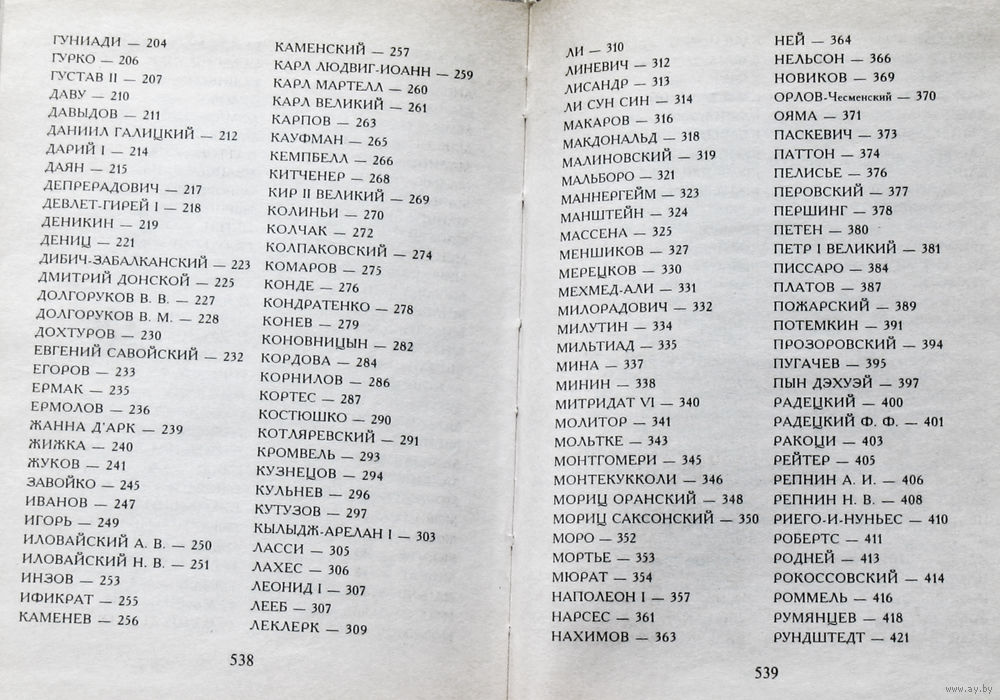 ГУНИАДИ — 204
ГУРКО — 206
ГУСТАВ II — 207
ДАВУ — 210
ДАВЫДОВ — 211
ДАНИИЛ ГАЛИЦКИЙ — 212
ДАРИЙ I — 214
ДАЯН — 215
ДЕПРЕРАДОВИЧ — 217
ДЕВЛЕТ-ГИРЕЙ I — 218
ДЕНИКИН — 219
ДЕНИЦ — 221
ДИБИЧ-ЗАБАЛКАНСКИЙ — 223
ДМИТРИЙ ДОНСКОЙ — 225
ДОЛГОРУКОВ В. В. — 227
ДОЛГОРУКОВ В. М. — 228
ДОХТУРОВ — 230
ЕВГЕНИЙ САВОЙСКИЙ — 232
ЕГОРОВ — 233
ЕРМАК — 235
ЕРМОЛОВ — 236
ЖАННА Д'АРК — 239
ЖИЖКА — 240
ЖУКОВ — 241
ЗАВОЙКО — 245
ИВАНОВ — 247
ИГОРЬ — 249
ИЛОВАЙСКИЙ А. В. — 250
ИЛОВАЙСКИЙ Н. В. — 251
ИНЗОВ — 253
ИФИКРАТ — 255
КАМЕНЕВ — 256
КАМЕНСКИЙ — 257
КАРЛ ЛЮДВИГ-ИОАНН — 259
КАРЛ МАРТЕЛЛ — 260
КАРЛ ВЕЛИКИЙ — 261
КАРПОВ — 263
КАУФМАН — 265
КЕМПБЕЛЛ — 266
КИТЧЕНЕР — 268
КИР II ВЕЛИКИЙ — 269
КОЛИНЬИ — 270
КОЛЧАК — 272
КОЛПАКОВСКИЙ — 274
КОМАРОВ — 275
КОНДЕ — 276
КОНДРАТЕНКО — 278
КОНЕВ — 279
КОНОВНИЦЫН — 282
КОРДОВА — 284
КОРНИЛОВ — 286
КОРТЕС — 287
КОСТЮШКО — 290
КОТЛЯРЕВСКИЙ — 291
КРОМВЕЛЬ — 293
КУЗНЕЦОВ — 294
КУЛЬНЕВ — 296
КУТУЗОВ — 297
КЫЛЫДЖ-АРЕЛАН I — 303
ЛАССИ — 305
ЛАХЕС — 306
ЛЕОНИД I — 307
ЛЕЕБ — 307
ЛЕКЛЕРК — 309
538
ЛИ — 310
ЛИНЕВИЧ — 312
ЛИСАНДР — 313
ЛИ СУН СИН — 314
МАКАРОВ — 316
МАКДОНАЛЬД — 318
МАЛИНОВСКИЙ — 319
МАЛЬБОРО — 321
МАННЕРГЕЙМ — 323
МАНШТЕЙН — 324
МАССЕНА — 325
МЕНШИКОВ — 327
МЕРЕЦКОВ — 330
МЕХМЕД-АЛИ — 331
МИЛОРАДОВИЧ — 332
МИЛУТИН — 334
МИЛЬТИАД — 335
МИНА — 337
МИНИН — 338
МИТРИДАТ VI — 340
МОЛИТОР — 341
МОЛЬТКЕ — 343
МОНТГОМЕРИ — 345
МОНТЕКУККОЛИ — 346
МОРИЦ ОРАНСКИЙ — 348
МОРИЦ САКСОНСКИЙ — 350
МОРО — 352
МОРТЬЕ — 353
МЮРАТ — 354
НАПОЛЕОН I — 357
НАРСЕС — 361
НАХИМОВ — 363
НЕЙ — 364
НЕЛЬСОН — 366
НОВИКОВ — 369
ОРЛОВ-Чесменский — 370
ОЯМА — 371
ПАСКЕВИЧ — 373
ПАТТОН — 374
ПЕЛИСЬЕ — 376
ПЕРОВСКИЙ — 377
ПЕРШИНГ — 378
ПЕТЕН — 380
ПЕТР I ВЕЛИКИЙ — 381
ПИССАРО — 384
ПЛАТОВ — 387
ПОЖАРСКИЙ — 389
ПОТЕМКИН — 391
ПРОЗОРОВСКИЙ — 394
ПУГАЧЕВ — 395
ПЫН ДЭХУЭЙ — 397
РАДЕЦКИЙ — 400
РАДЕЦКИЙ Ф. Ф. — 401
РАКОЦИ — 403
РЕЙТЕР — 405
РЕПНИН А. И. — 406
РЕПНИН Н. В. — 408
РИЕГО-И-НУНЬЕС — 410
РОБЕРТС — 411
РОДНЕЙ — 413
РОКОССОВСКИЙ — 414
РОММЕЛЬ — 416
РУМЯНЦЕВ — 418
РУНДШТЕДТ — 421
539
www.ay.by